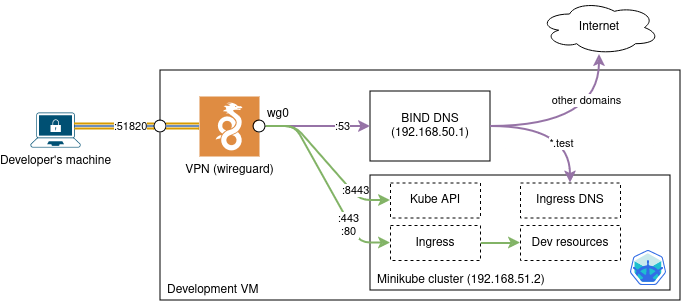 Internet
other domains
wg0
:51820
:53
BIND DNS
(192.168.50.1)
*.test
Developer's machine
VPN (wireguard)
:8443
Kube API
Ingress DNS
:443
:80
Ingress
Dev resources
Minikube cluster (192.168.51.2)
Development VM